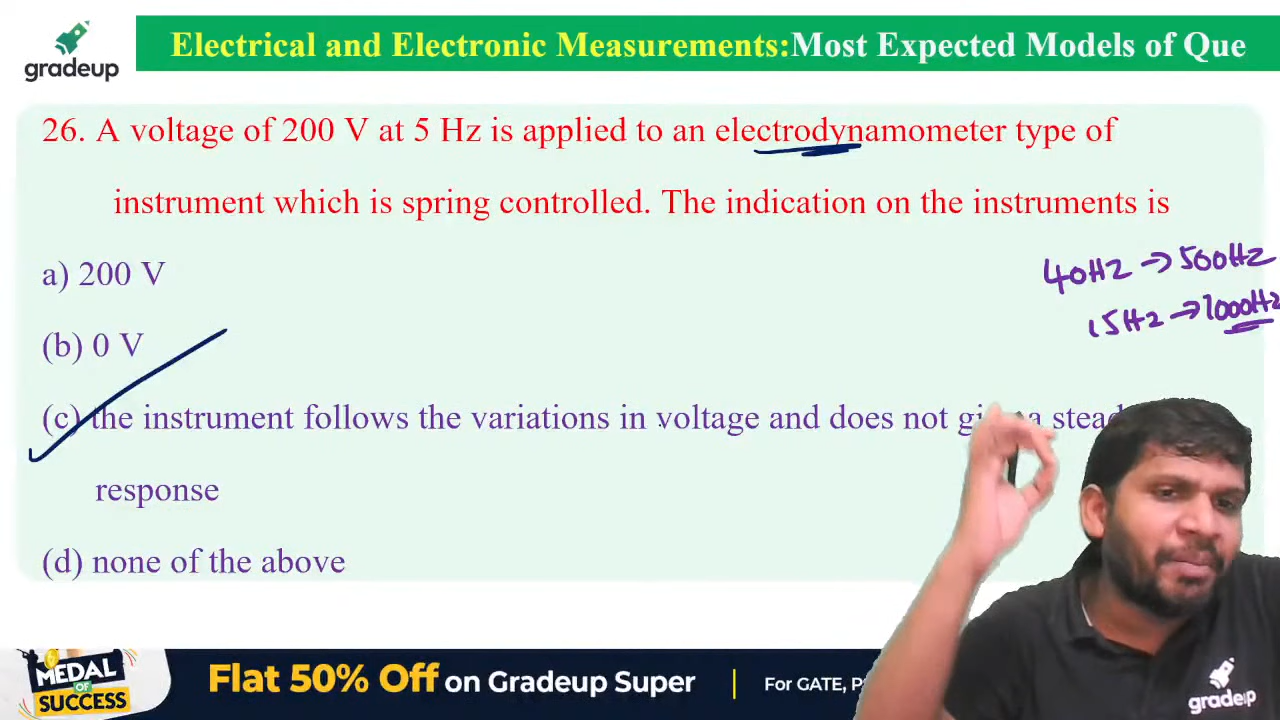 gradeup
Electrical and Electronic Measurements:Most Expected Models of Que
26. A voltage of 200 V at 5 Hz is applied to an electrodynamometer type of
instrument which is spring controlled. The indication on the instruments is
a) 200 V
40HZ → 500HZ
15HZ → 1000HZ
(b) 0 V
(c) the instrument follows the variations in voltage and does not a
response
(d) none of the above
MEDAL
OF
SUCCESS
Flat 50% Off on Gradeup Super
For GATE,
gradeup